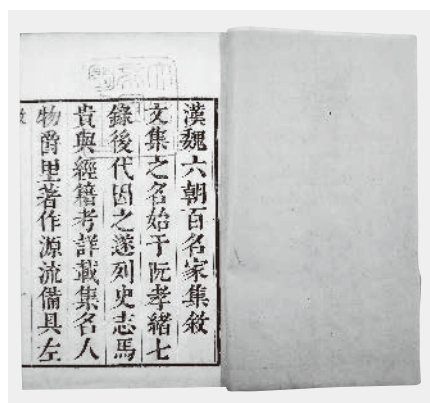 漢魏六朝百名家集敘
文集之名始于阮孝緒七
錄後代因之遂列史志馬
貴與經籍考詳載集名人
物爵里著作源流備具左